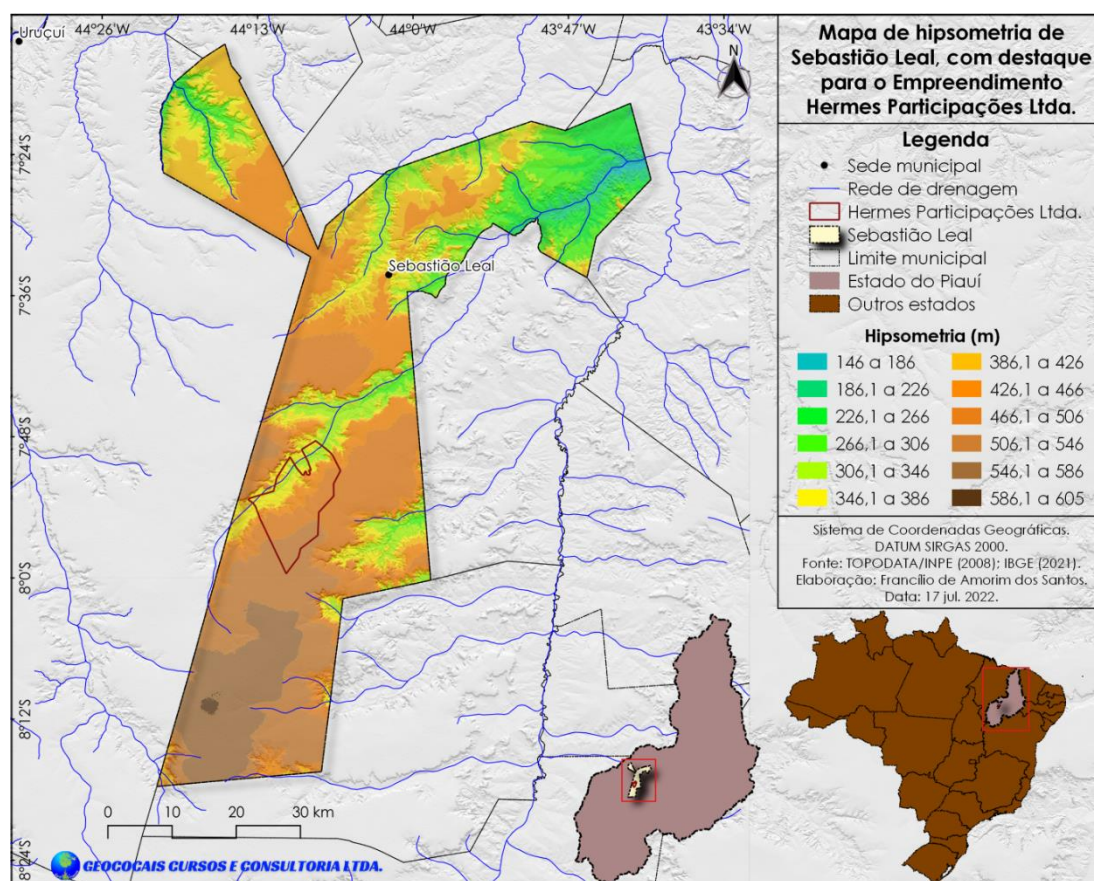 44°26'W
44°13'W
44°0'W
43°47'W
43°34'W
Uruçuí
N
7°24'S
7°36'S
7°48'S
8°0'S
8°12'S
8°24'S
Sebastião Leal
0 10 20 30 km
GEOCOCAIS CURSOS E CONSULTORIA LTDA.
Mapa de hipsometria de
Sebastião Leal, com destaque
para o Empreendimento
Hermes Participações Ltda.
Legenda
Sede municipal
Rede de drenagem
Hermes Participações Ltda.
Sebastião Leal
Limite municipal
Estado do Piauí
Outros estados
Hipsometria (m)
146 a 186
186,1 a 226
226,1 a 266
266,1 a 306
306,1 a 346
346,1 a 386
386,1 a 426
426,1 a 466
466,1 a 506
506,1 a 546
546,1 a 586
586,1 a 605
Sistema de Coordenadas Geográficas.
DATUM SIRGAS 2000.
Fonte: TOPODATA/INPE (2008); IBGE (2021).
Elaboração: Francílio de Amorim dos Santos.
Data: 17 jul. 2022.